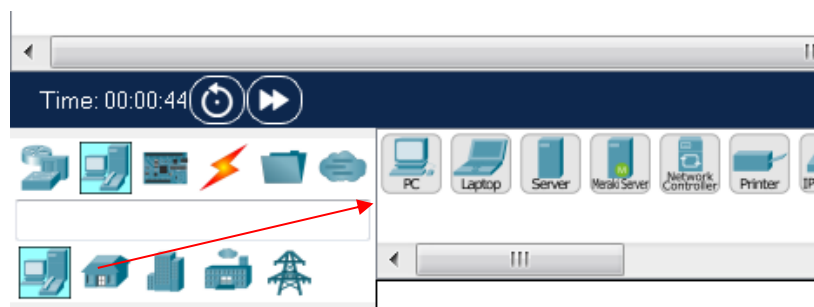 Time: 00:00:44
PC
Laptop
Server
Meraki Server
Network
Controller
Printer